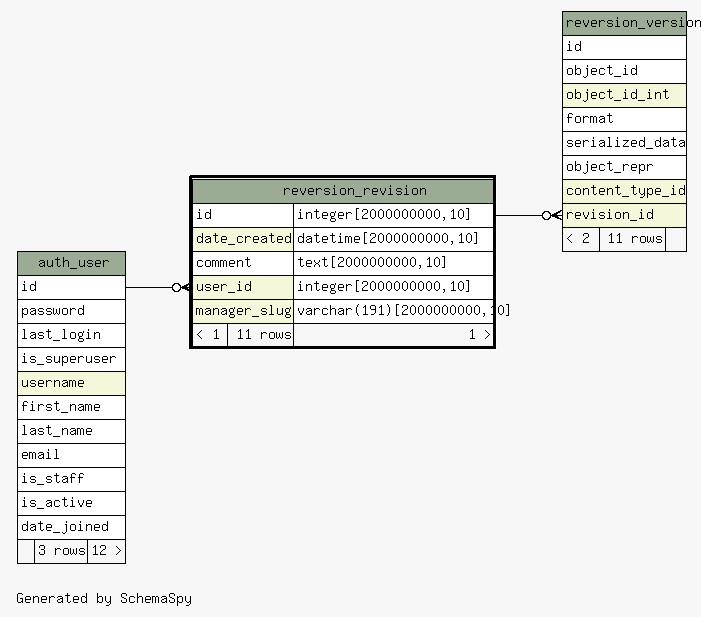 reversion_version
id
object_id
object_id_int
format
serialized_data
object_repr
content_type_id
revision_id
< 2 11 rows
reversion_revision
id integer[2000000000,10]
date_created datetime[2000000000,10]
comment text[2000000000,10]
user_id integer[2000000000,10]
manager_slug varchar(191)[2000000000,10]
< 1 11 rows 1 >
auth_user
id
password
last_login
is_superuser
username
first_name
last_name
email
is_staff
is_active
date_joined
3 rows 12 >
Generated by SchemaSpy